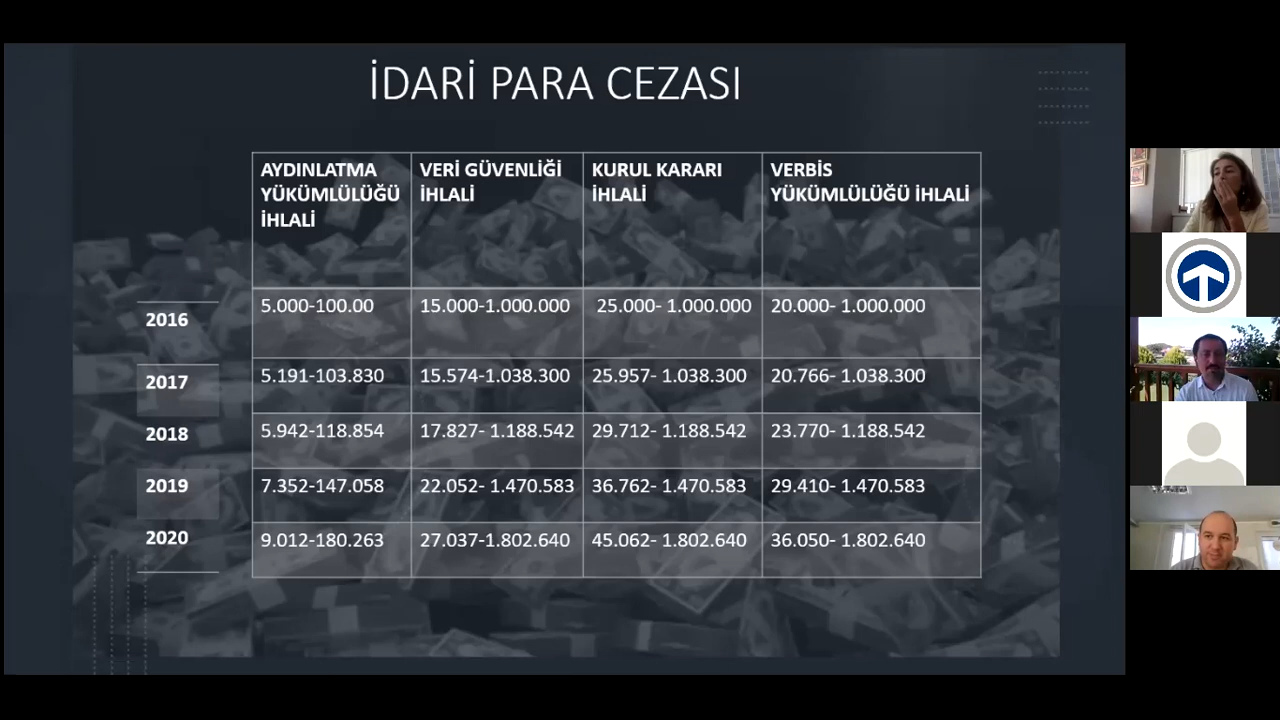 İDARİ PARA CEZASI
AYDINLATMA
YÜKÜMLÜLÜĞÜ
İHLALİ
VERİ GÜVENLİĞİ
İHLALİ
KURUL KARARI
İHLALİ
VERBİS
YÜKÜMLÜLÜĞÜ İHLALİ
2016
5.000-100.00
15.000-1.000.000
25.000- 1.000.000
20.000- 1.000.000
2017
5.191-103.830
15.574-1.038.300
25.957- 1.038.300
20.766- 1.038.300
2018
5.942-118.854
17.827- 1.188.542
29.712- 1.188.542
23.770- 1.188.542
2019
7.352-147.058
22.052- 1.470.583
36.762- 1.470.583
29.410- 1.470.583
2020
9.012-180.263
27.037-1.802.640
45.062- 1.802.640
36.050- 1.802.640